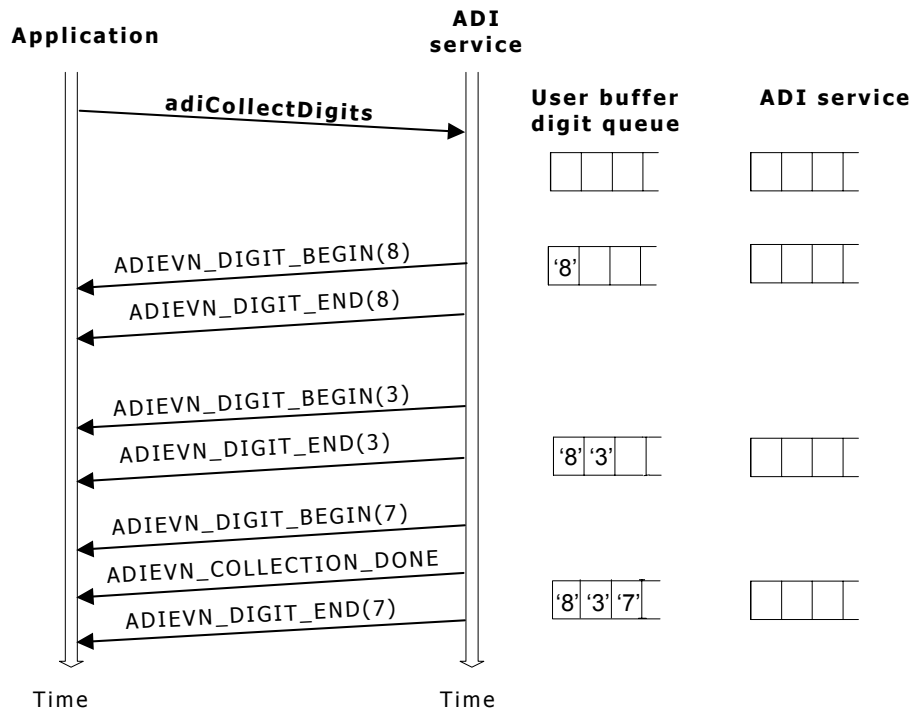 Application
ADI
service
adiCollectDigits
User buffer
digit queue
ADI service
ADIEVN_DIGIT_BEGIN(8)
‘8’
ADIEVN_DIGIT_END(8)
ADIEVN_DIGIT_BEGIN(3)
ADIEVN_DIGIT_END(3)
‘8’ ‘3’
ADIEVN_DIGIT_BEGIN(7)
ADIEVN_COLLECTION_DONE
‘8’ ‘3’ ‘7’
ADIEVN_DIGIT_END(7)
Time
Time